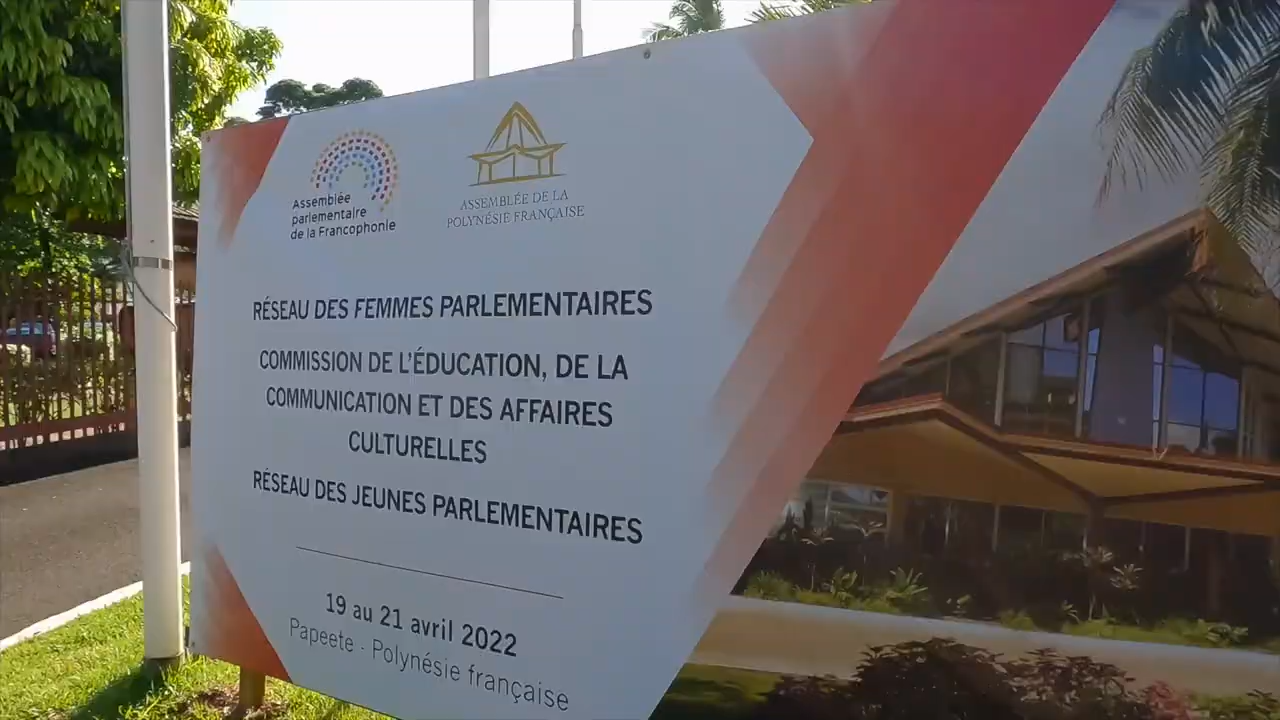 Assemblée
parlementaire
de la Francophonie
ASSEMBLÉE DE LA
POLYNÉSIE FRANÇAISE
RÉSEAU DES FEMMES PARLEMENTAIRES
COMMISSION DE L'ÉDUCATION, DE LA
COMMUNICATION ET DES AFFAIRES
CULTURELLES
RÉSEAU DES JEUNES PARLEMENTAIRES
19 au 21 avril 2022
Papeete - Polynésie française